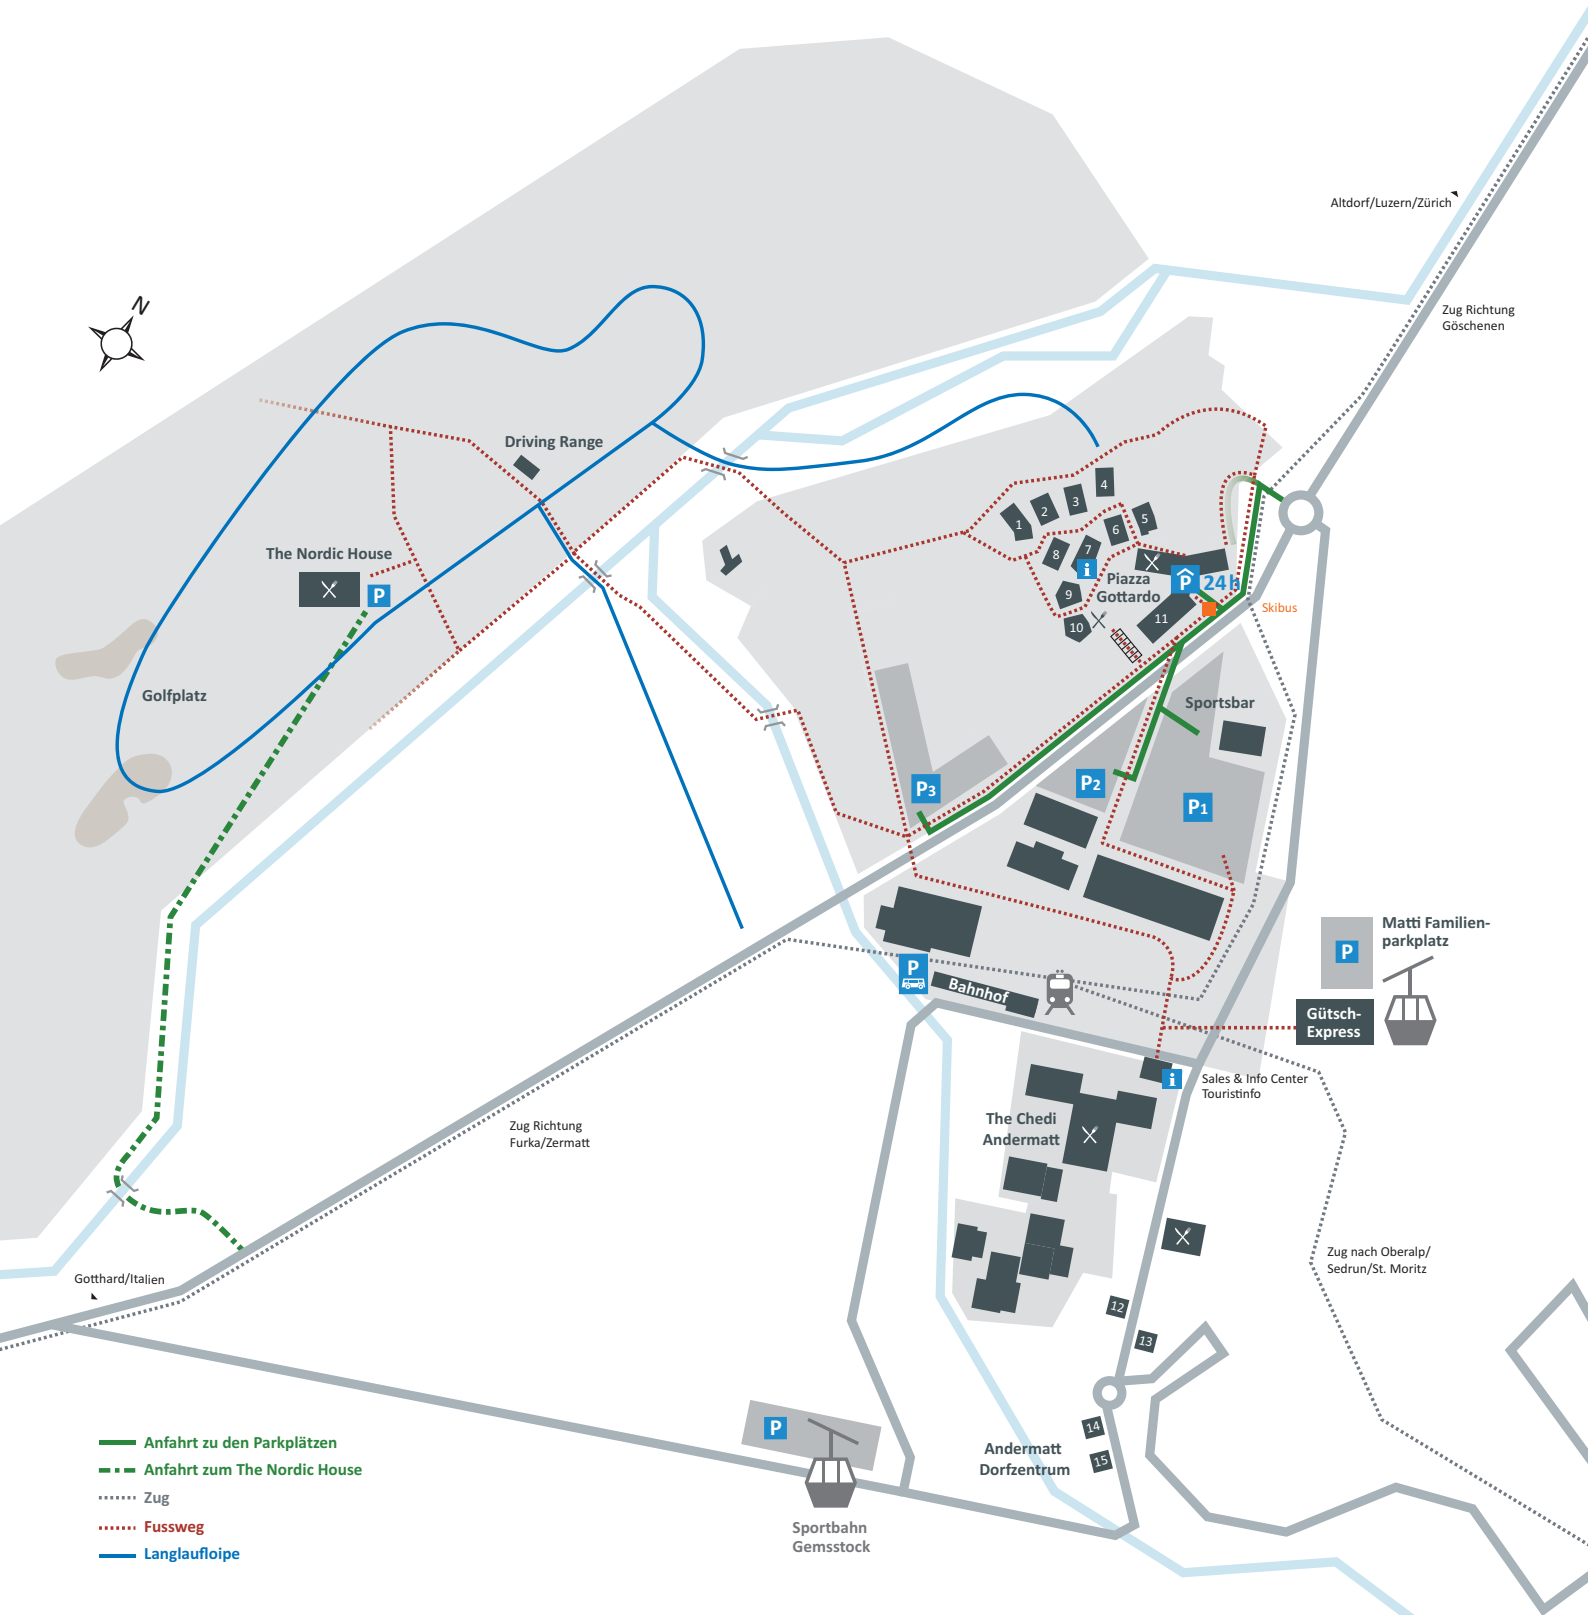 N
Altdorf/Luzern/Zürich
Zug Richtung
Göschenen
Driving Range
The Nordic House
P
Golfplatz
1
2
3
4
5
6
7
8
9
10
11
i
Piazza
Gottardo
P
24 h
Skibus
Sportsbar
P1
P2
P3
P
Bahnhof
Matti Familien-
parkplatz
P
Gütsch-
Express
i
Sales & Info Center
Touristinfo
The Chedi
Andermatt
Zug Richtung
Furka/Zermatt
Zug nach Oberalp/
Sedrun/St. Moritz
Gotthard/Italien
12
13
14
15
Andermatt
Dorfzentrum
P
Sportbahn
Gemsstock
Anfahrt zu den Parkplätzen
Anfahrt zum The Nordic House
Zug
Fussweg
Langlaufloipe